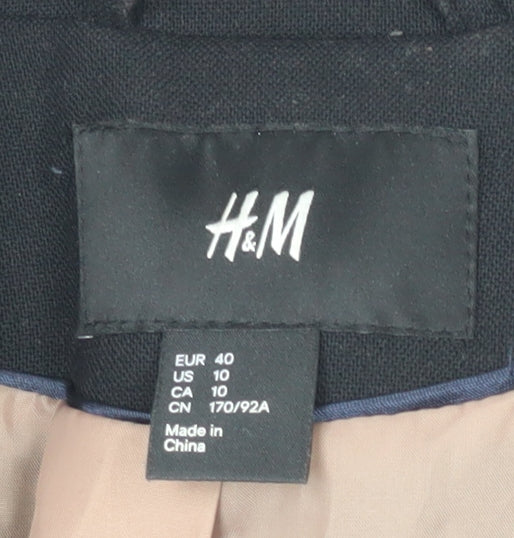 H&M
EUR 40
US 10
CA 10
CN 170/92A
Made in
China